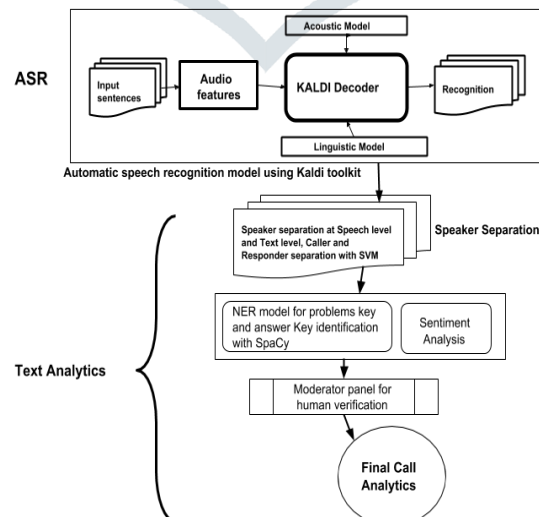 Acoustic Model
ASR
Input
sentences
Audio
features
KALDI Decoder
Recognition
Linguistic Model
Automatic speech recognition model using Kaldi toolkit
Speaker separation at Speech level
and Text level, Caller and
Responder separation with SVM
Speaker Separation
NER model for problems key
and answer Key identification
with SpaCy
Sentiment
Analysis
Text Analytics
Moderator panel for
human verification
Final Call
Analytics